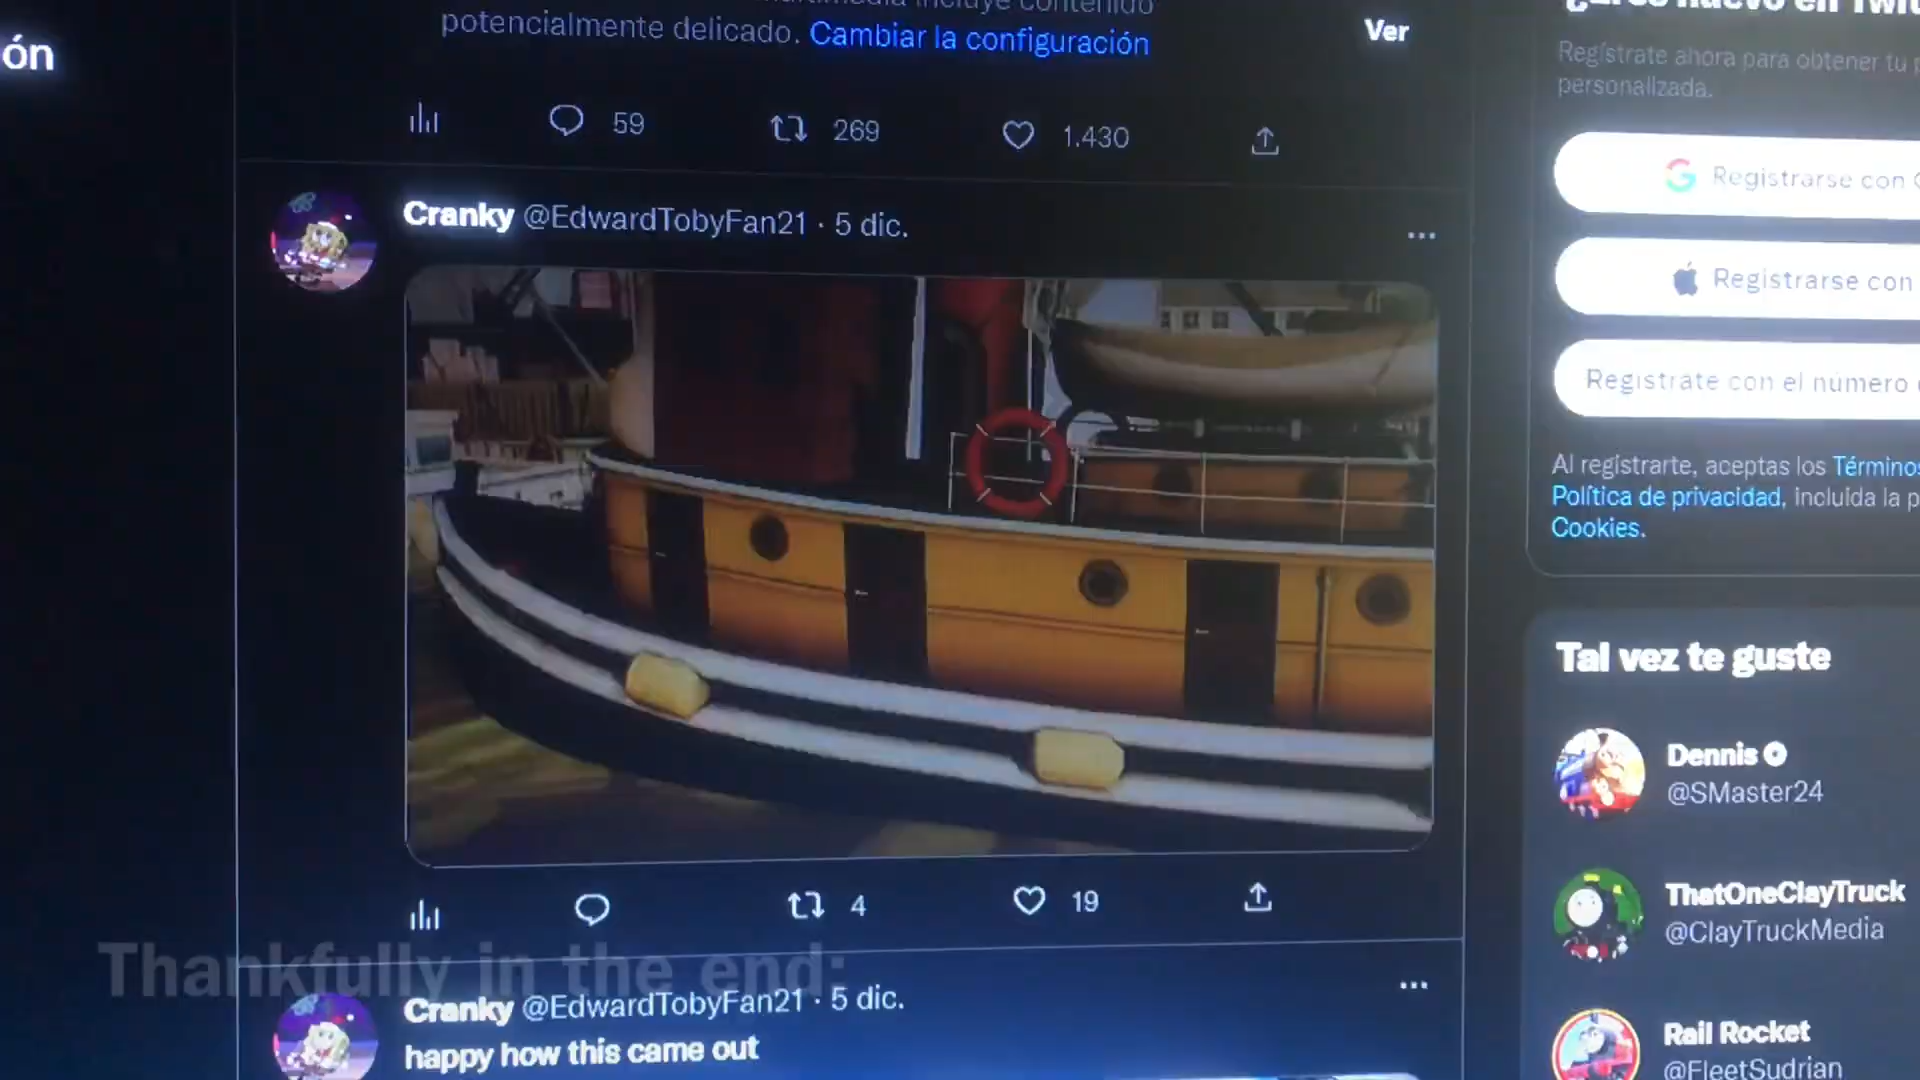 ón
potencialmente delicado. Cambiar la configuración
Ver
59
269
1.430
Regístrate ahora para obtener tu
personalizada.
Registrarse con
Registrarse con
Regístrate con el número
Al registrarte, aceptas los Términos
Política de privacidad, incluida la
Cookies.
Cranky @EdwardTobyFan21 · 5 dic.
4
19
Tal vez te guste
Dennis
@SMaster24
ThatOneClayTruck
@ClayTruckMedia
Rail Rocket
@FleetSudrian
Thankfully in the end:
Cranky @EdwardTobyFan21 · 5 dic.
happy how this came out